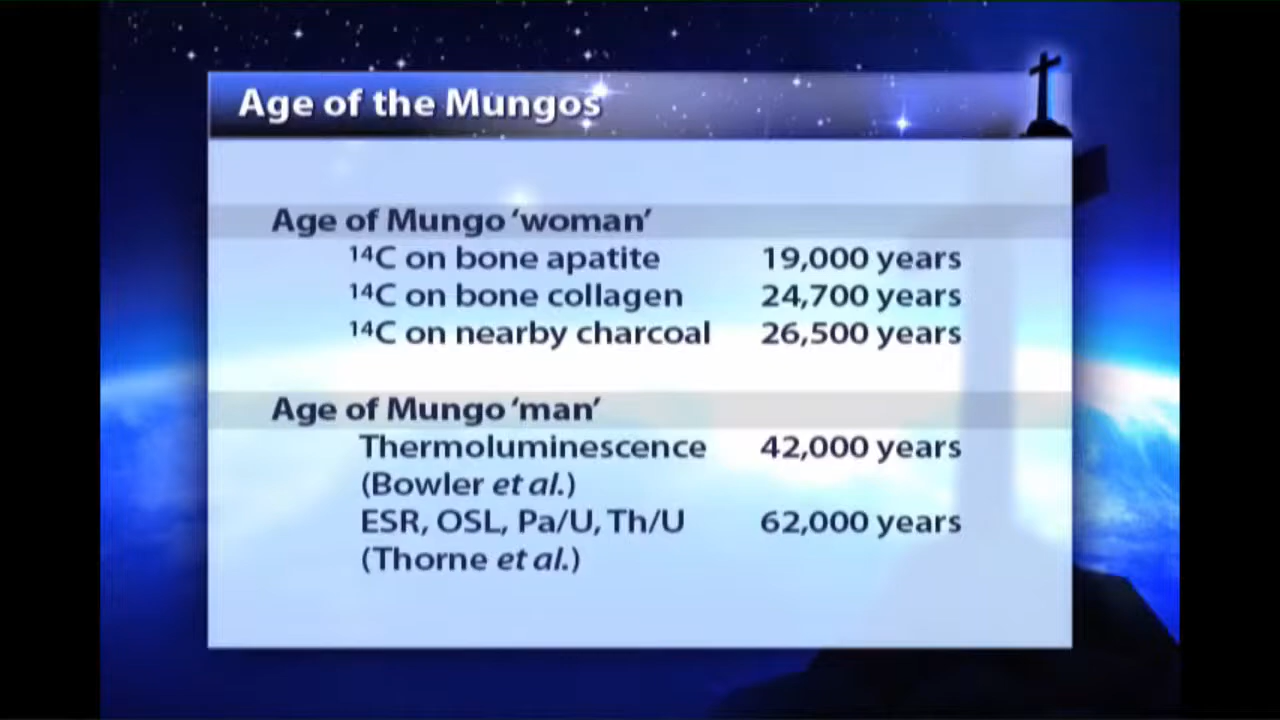 Age of the Mungos
Age of Mungo ‘woman’
¹⁴C on bone apatite 19,000 years
¹⁴C on bone collagen 24,700 years
¹⁴C on nearby charcoal 26,500 years
Age of Mungo ‘man’
Thermoluminescence 42,000 years
(Bowler et al.)
ESR, OSL, Pa/U, Th/U 62,000 years
(Thorne et al.)